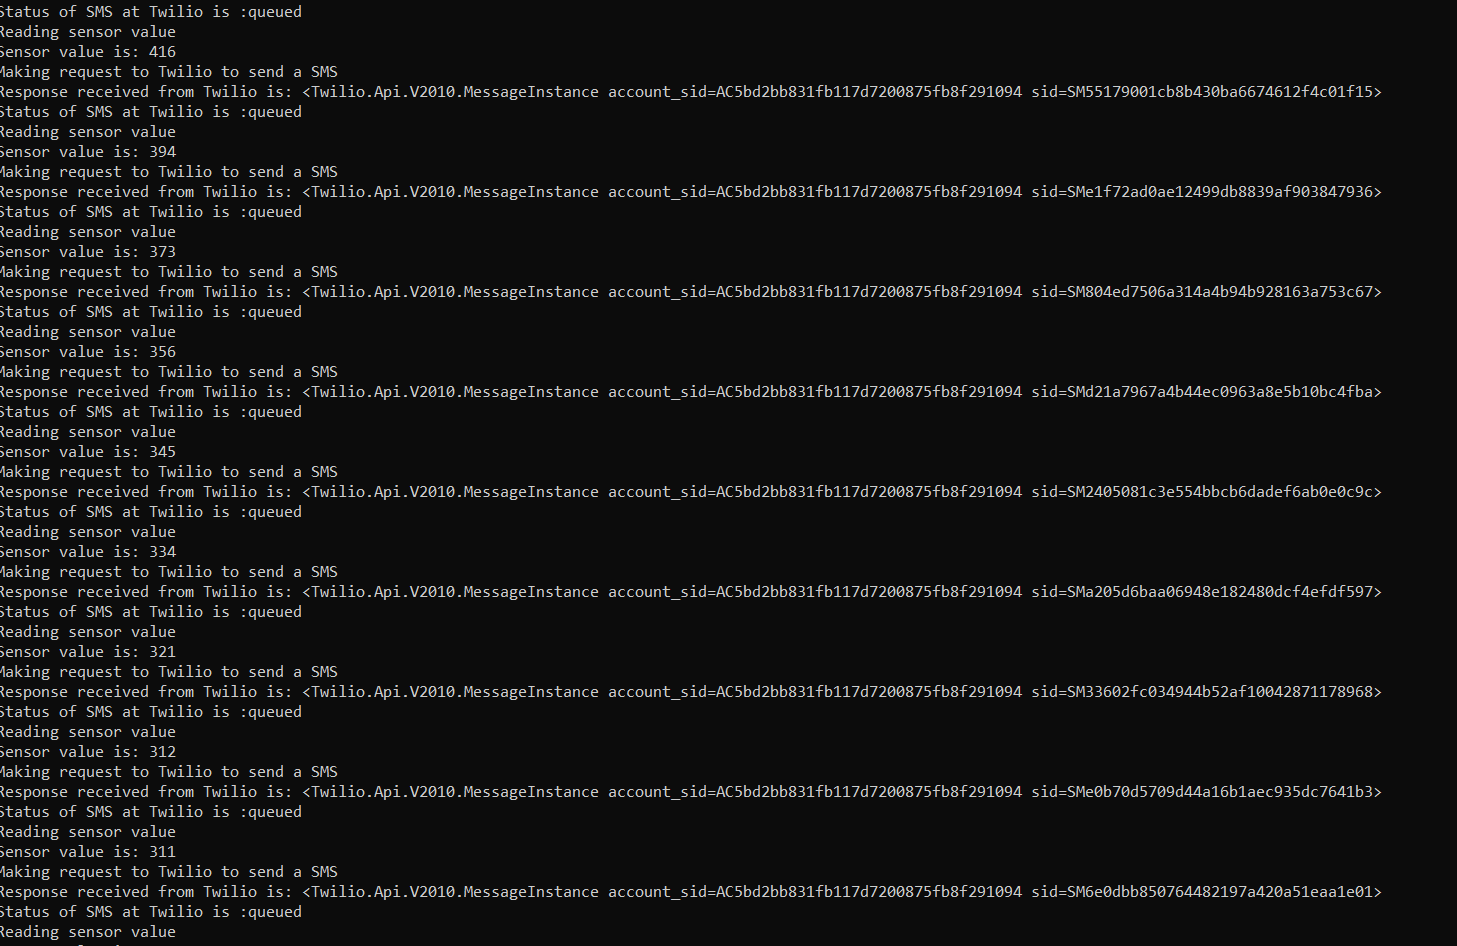 Status of SMS at Twilio is :queued
Reading sensor value
Sensor value is: 416
Making request to Twilio to send a SMS
Response received from Twilio is: <Twilio.Api.V2010.MessageInstance account_sid=AC5bd2bb831fb117d7200875fb8f291094 sid=SM55179001cb8b430ba6674612f4c01f15>
Status of SMS at Twilio is :queued
Reading sensor value
Sensor value is: 394
Making request to Twilio to send a SMS
Response received from Twilio is: <Twilio.Api.V2010.MessageInstance account_sid=AC5bd2bb831fb117d7200875fb8f291094 sid=SMe1f72ad0ae12499db8839af903847936>
Status of SMS at Twilio is :queued
Reading sensor value
Sensor value is: 373
Making request to Twilio to send a SMS
Response received from Twilio is: <Twilio.Api.V2010.MessageInstance account_sid=AC5bd2bb831fb117d7200875fb8f291094 sid=SM804ed7506a314a4b94b928163a753c67>
Status of SMS at Twilio is :queued
Reading sensor value
Sensor value is: 356
Making request to Twilio to send a SMS
Response received from Twilio is: <Twilio.Api.V2010.MessageInstance account_sid=AC5bd2bb831fb117d7200875fb8f291094 sid=SMd21a7967a4b44ec0963a8e5b10bc4fba>
Status of SMS at Twilio is :queued
Reading sensor value
Sensor value is: 345
Making request to Twilio to send a SMS
Response received from Twilio is: <Twilio.Api.V2010.MessageInstance account_sid=AC5bd2bb831fb117d7200875fb8f291094 sid=SM2405081c3e554bbcb6dadef6ab0e0c9c>
Status of SMS at Twilio is :queued
Reading sensor value
Sensor value is: 334
Making request to Twilio to send a SMS
Response received from Twilio is: <Twilio.Api.V2010.MessageInstance account_sid=AC5bd2bb831fb117d7200875fb8f291094 sid=SMa205d6baa06948e182480dcf4efdf597>
Status of SMS at Twilio is :queued
Reading sensor value
Sensor value is: 321
Making request to Twilio to send a SMS
Response received from Twilio is: <Twilio.Api.V2010.MessageInstance account_sid=AC5bd2bb831fb117d7200875fb8f291094 sid=SM33602fc034944b52af10042871178968>
Status of SMS at Twilio is :queued
Reading sensor value
Sensor value is: 312
Making request to Twilio to send a SMS
Response received from Twilio is: <Twilio.Api.V2010.MessageInstance account_sid=AC5bd2bb831fb117d7200875fb8f291094 sid=SMe0b70d5709d44a16b1aec935dc7641b3>
Status of SMS at Twilio is :queued
Reading sensor value
Sensor value is: 311
Making request to Twilio to send a SMS
Response received from Twilio is: <Twilio.Api.V2010.MessageInstance account_sid=AC5bd2bb831fb117d7200875fb8f291094 sid=SM6e0dbb850764482197a420a51eaa1e01>
Status of SMS at Twilio is :queued
Reading sensor value